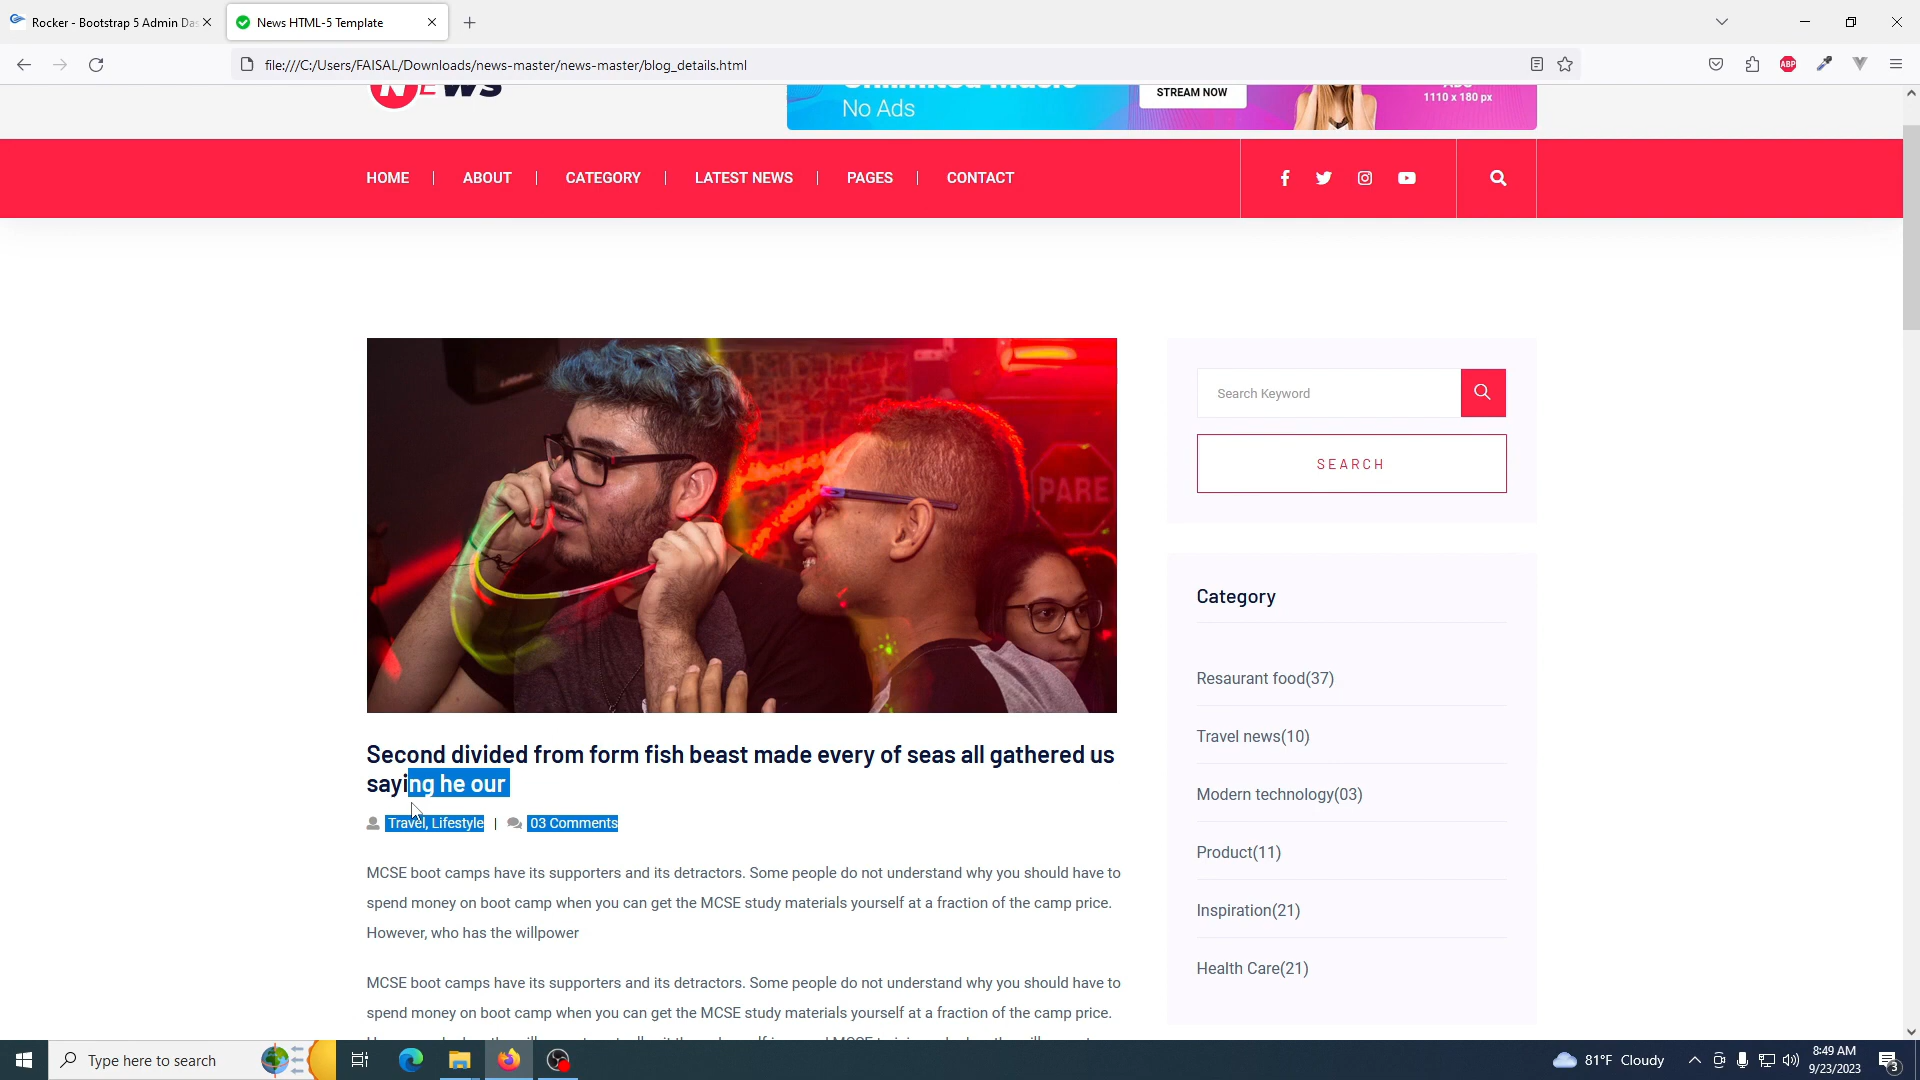 Rocker - Bootstrap 5 Admin Da
News HTML-5 Template
file:///C:/Users/FAISAL/Downloads/news-master/news-master/blog_details.html
ABP
News
No Ads
STREAM NOW
1110 x 180 px
HOME
ABOUT
CATEGORY
LATEST NEWS
PAGES
CONTACT
PARE
Second divided from form fish beast made every of seas all gathered us
saying he our
Travel, Lifestyle | 03 Comments
MCSE boot camps have its supporters and its detractors. Some people do not understand why you should have to
spend money on boot camp when you can get the MCSE study materials yourself at a fraction of the camp price.
However, who has the willpower
MCSE boot camps have its supporters and its detractors. Some people do not understand why you should have to
spend money on boot camp when you can get the MCSE study materials yourself at a fraction of the camp price.
Search Keyword
SEARCH
Category
Resaurant food(37)
Travel news(10)
Modern technology(03)
Product(11)
Inspiration(21)
Health Care(21)
Type here to search
81°F Cloudy
8:49 AM
9/23/2023
3